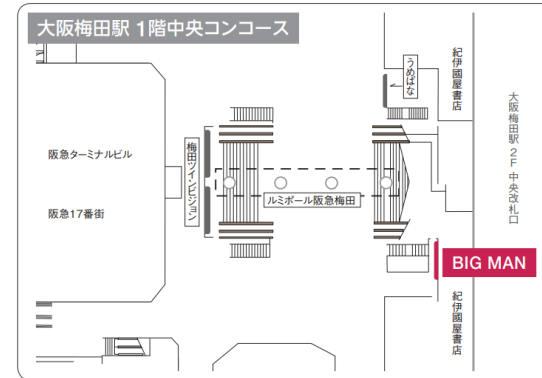 大阪梅田駅 1階中央コンコース
うめばな
紀伊國屋書店
大阪梅田駅 2F 中央改札口
阪急ターミナルビル
梅田ツインビジョン
阪急17番街
ルミポール阪急梅田
BIG MAN
紀伊國屋書店